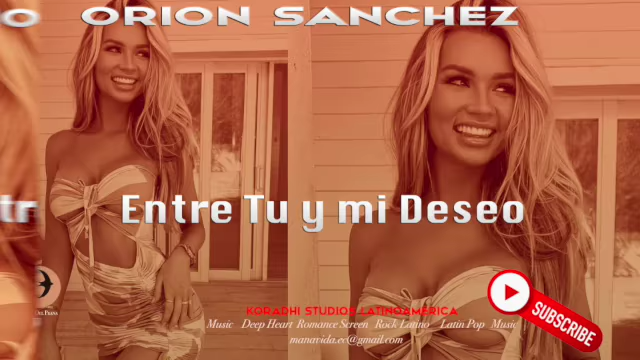 O ORION SANCHEZ
tr
Entre Tu y mi Deseo
KORADHI STUDIOS LATINOAMERICA
Music Deep Heart Romance Screen Rock Latino Latin Pop Music
manavida.ec@gmail.com
SUBSCRIBE